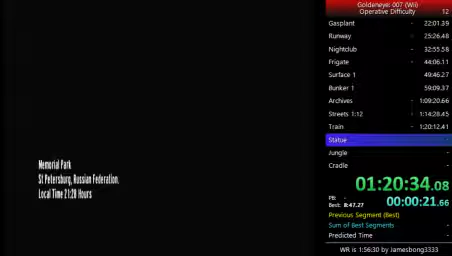 Memorial Park
St Petersburg, Russian Federation.
Local Time 21:20 Hours
Goldeneye: 007 (Wii)
Operative Difficulty 12
Gasplant - 22:01.39
Runway - 25:26.48
Nightclub - 32:55.58
Frigate - 44:06.11
Surface 1 - 49:46.27
Bunker 1 - 59:09.37
Archives - 1:09:20.66
Streets 1:12 - 1:14:28.45
Train - 1:20:12.41
Statue -
Jungle -
Cradle -
01:20:34.08
PB: -
Best: 8:47.27 00:00:21.66
Previous Segment (Best)
Sum of Best Segments -
Predicted Time -
WR is 1:56:30 by Jamesbong3333